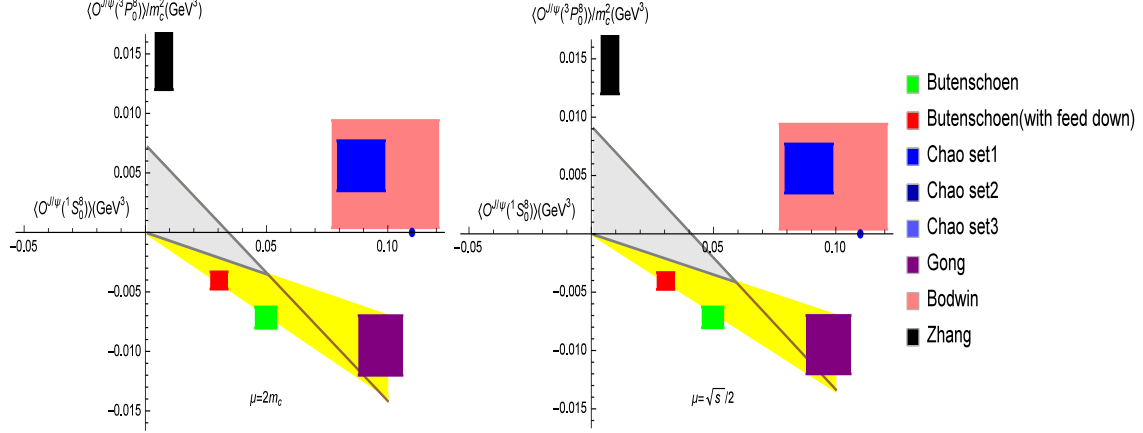 ⟨O^{J/ψ}(³P₀⁸)⟩/m_c²(GeV³)
0.015
0.010
0.005
⟨O^{J/ψ}(¹S₀⁸)⟩(GeV³)
−0.05
0.05
0.10
−0.005
−0.010
−0.015
μ=2m_c
⟨O^{J/ψ}(³P₀⁸)⟩/m_c²(GeV³)
0.015
0.010
0.005
⟨O^{J/ψ}(¹S₀⁸)⟩(GeV³)
−0.05
0.05
0.10
−0.005
−0.010
−0.015
μ=√s/2
Butenschoen
Butenschoen(with feed down)
Chao set1
Chao set2
Chao set3
Gong
Bodwin
Zhang